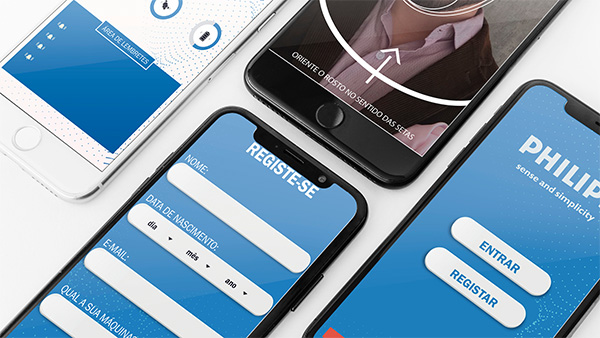 ÁREA DE LEMBRETES
ORIENTE O ROSTO NO SENTIDO DAS SETAS
REGISTE-SE
NOME:
DATA DE NASCIMENTO:
dia
mês
ano
E-MAIL:
QUAL A SUA MÁQUINA
PHILIP
sense and simplicity
ENTRAR
REGISTAR